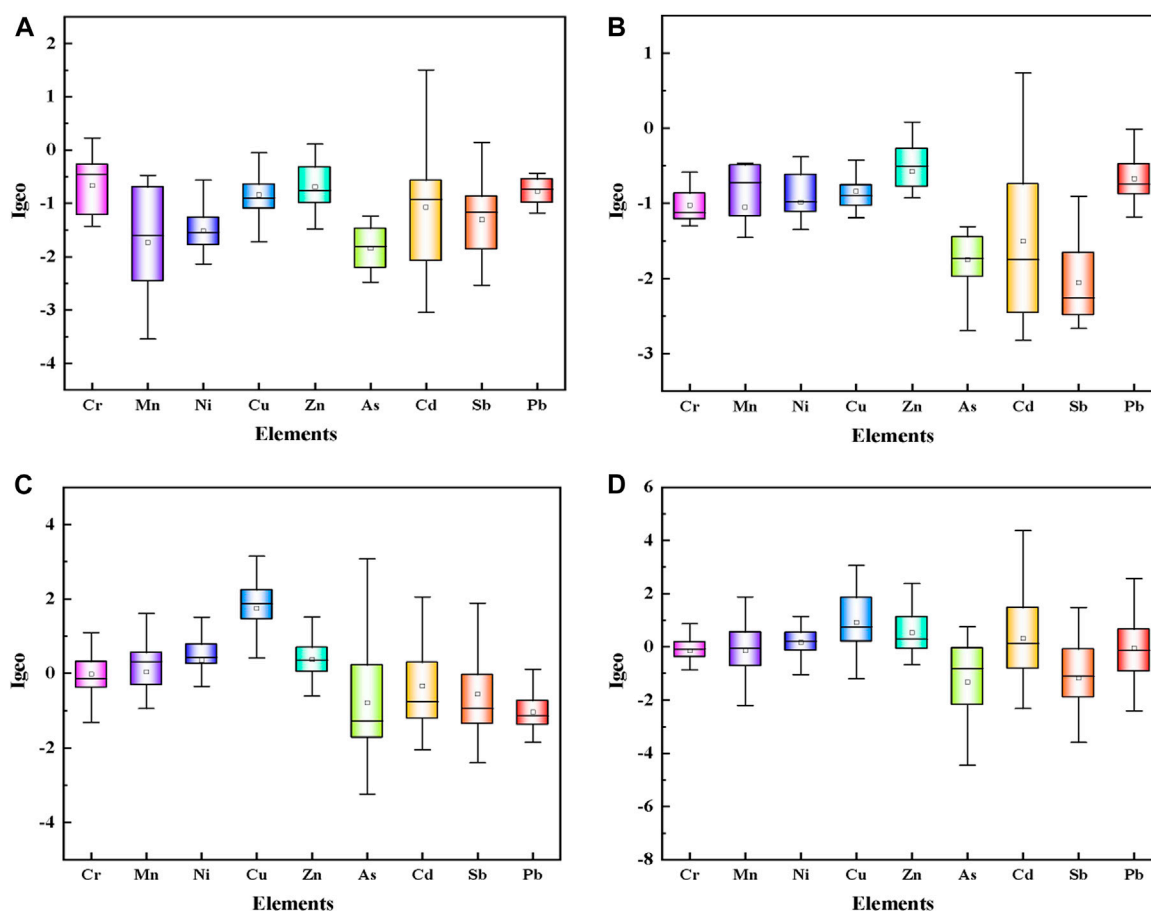 A
Igeo
2
1
0
-1
-2
-3
-4
Cr Mn Ni Cu Zn As Cd Sb Pb
Elements
B
Igeo
1
0
-1
-2
-3
Cr Mn Ni Cu Zn As Cd Sb Pb
Elements
C
Igeo
4
2
0
-2
-4
Cr Mn Ni Cu Zn As Cd Sb Pb
Elements
D
Igeo
6
4
2
0
-2
-4
-6
-8
Cr Mn Ni Cu Zn As Cd Sb Pb
Elements